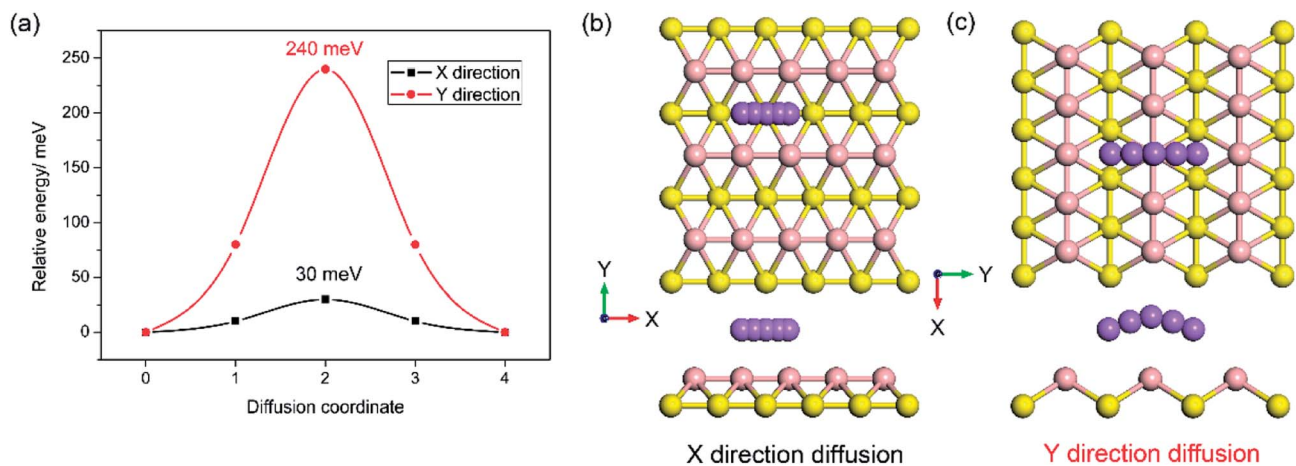 (a)
240 meV
X direction
Y direction
30 meV
Relative energy/ meV
250
200
150
100
50
0
0 1 2 3 4
Diffusion coordinate
(b)
Y
X
X direction diffusion
(c)
Y
X
Y direction diffusion